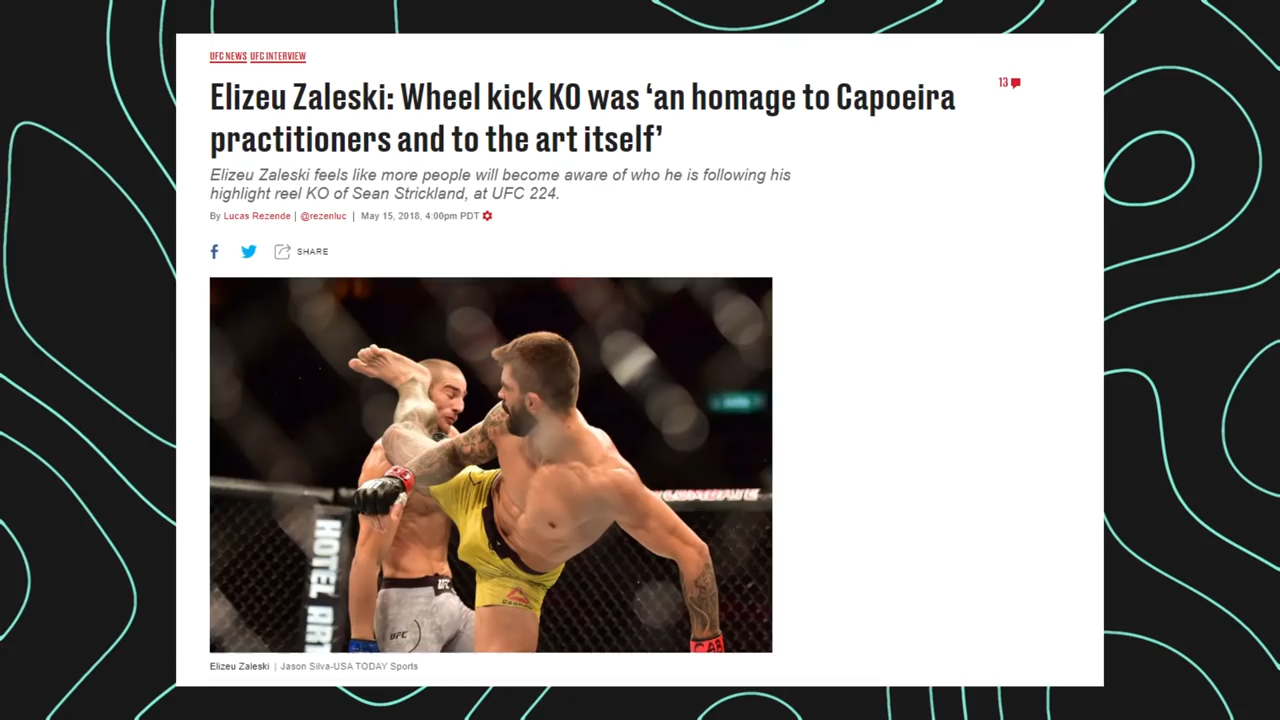 UFC NEWS UFC INTERVIEW
13
Elizeu Zaleski: Wheel kick KO was ‘an homage to Capoeira
practitioners and to the art itself’
Elizeu Zaleski feels like more people will become aware of who he is following his
highlight reel KO of Sean Strickland, at UFC 224.
By Lucas Rezende | @rezenluc | May 15, 2018, 4:00pm PDT
SHARE
HOTEL
UFC
UFC
Elizeu Zaleski | Jason Silva-USA TODAY Sports